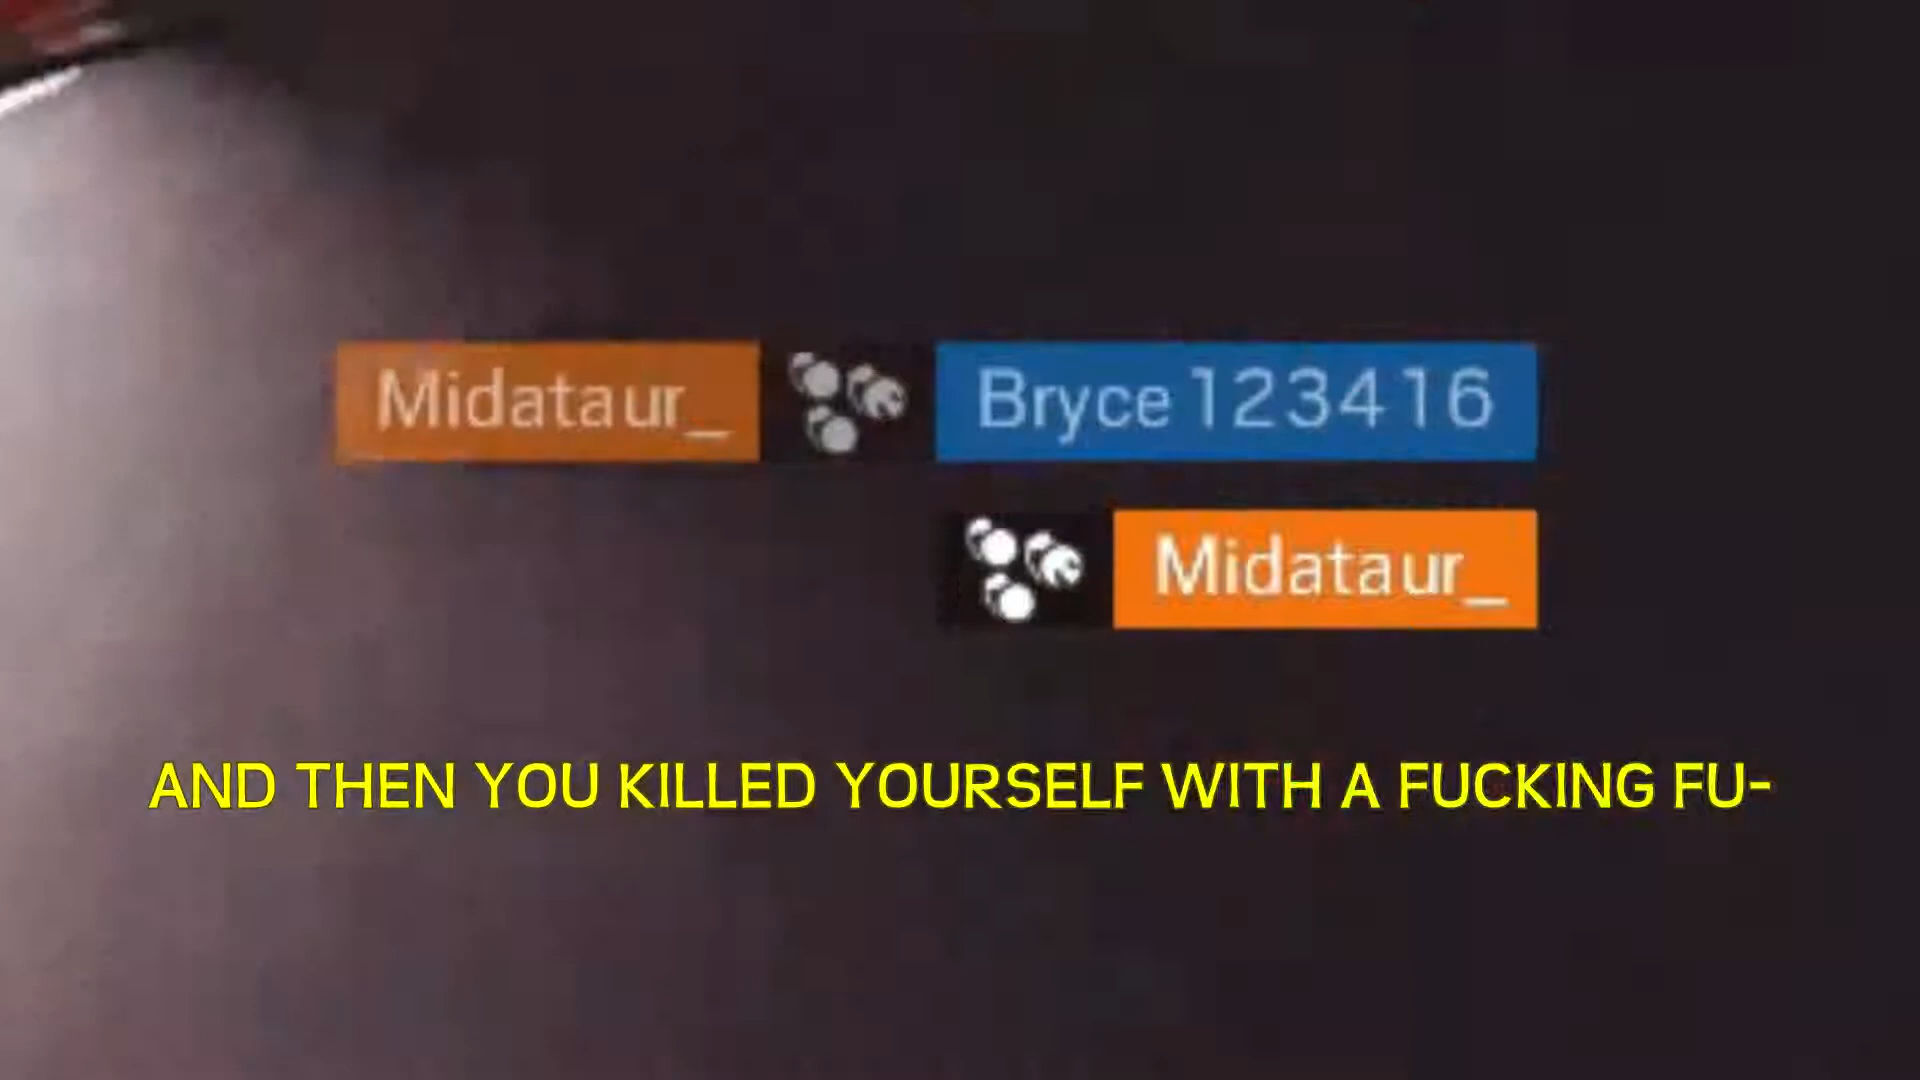 Midataur_ Bryce123416
Midataur_
AND THEN YOU KILLED YOURSELF WITH A FUCKING FU-